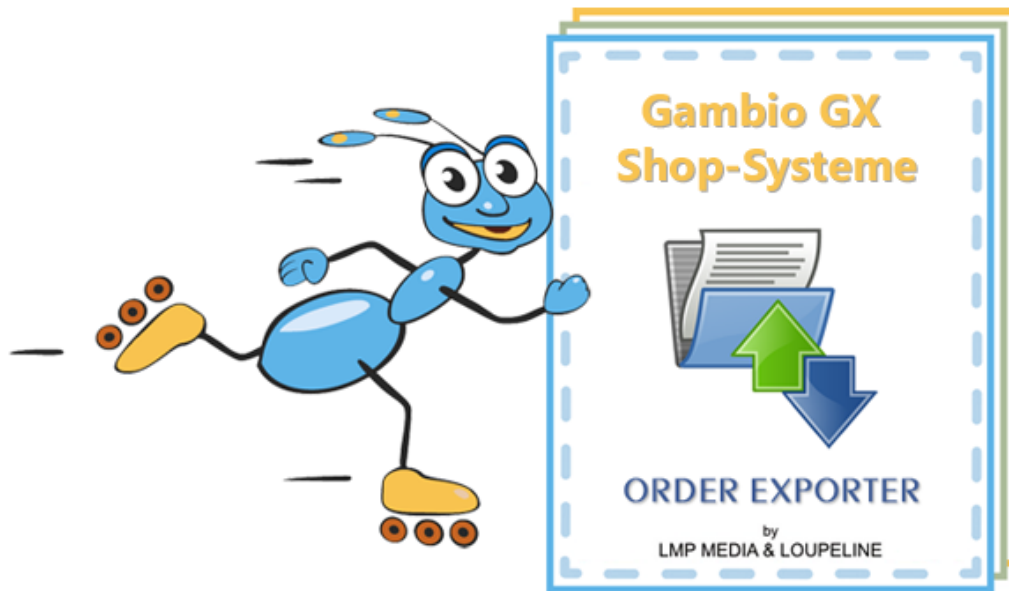 Gambio GX
Shop-Systeme
ORDER EXPORTER
by
LMP MEDIA & LOUPELINE